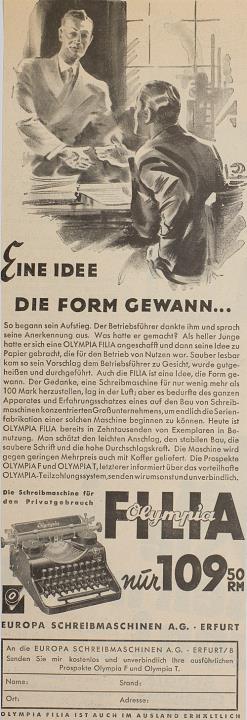 EINE IDEE
DIE FORM GEWANN...
So begann sein Aufstieg. Der Betriebsführer dankte ihm und sprach
seine Anerkennung aus. Was hatte er gemacht? Als heller Junge
hatte er sich eine OLYMPIA FILIA angeschafft und dann seine Idee zu
Papier gebracht, die für den Betrieb von Nutzen war. Sauber lesbar
kam so sein Vorschlag dem Betriebsführer zu Gesicht, wurde gutge-
heißen und durchgeführt. Auch die FILIA ist eine Idee, die Form ge-
wann. Der Gedanke, eine Schreibmaschine für nur wenig mehr als
100 Mark herzustellen, lag in der Luft; aber es bedurfte des ganzen
Apparates und Erfahrungsschatzes eines auf den Bau von Schreib-
maschinen konzentrierten Großunternehmens, um endlich die Serien-
fabrikation einer solchen Maschine beginnen zu können. Heute ist
OLYMPIA FILIA bereits in Zehntausenden von Exemplaren in Be-
nutzung. Man schätzt den leichten Anschlag, den stabilen Bau, die
saubere Schrift und die hohe Durchschlagskraft. Die Maschine wird
gegen geringen Mehrpreis auch mit Koffer geliefert. Die Prospekte
OLYMPIA F und OLYMPIA T, letzterer informiert über das vorteilhafte
OLYMPIA-Teilzahlungssystem, senden wir umsonst und unverbindlich.
Die Schreibmaschine für
den Privatgebrauch
FILIA
Olympia
nur 109 50
RM
EUROPA SCHREIBMASCHINEN A.G. - ERFURT
An die EUROPA SCHREIBMASCHINEN A.G. - ERFURT/B
Senden Sie mir kostenlos und unverbindlich Ihre ausführlichen
Prospekte Olympia F und Olympia T.
Name: Stand:
Ort: Adresse:
OLYMPIA FILIA IST AUCH IM AUSLAND ERHÄLTLICH